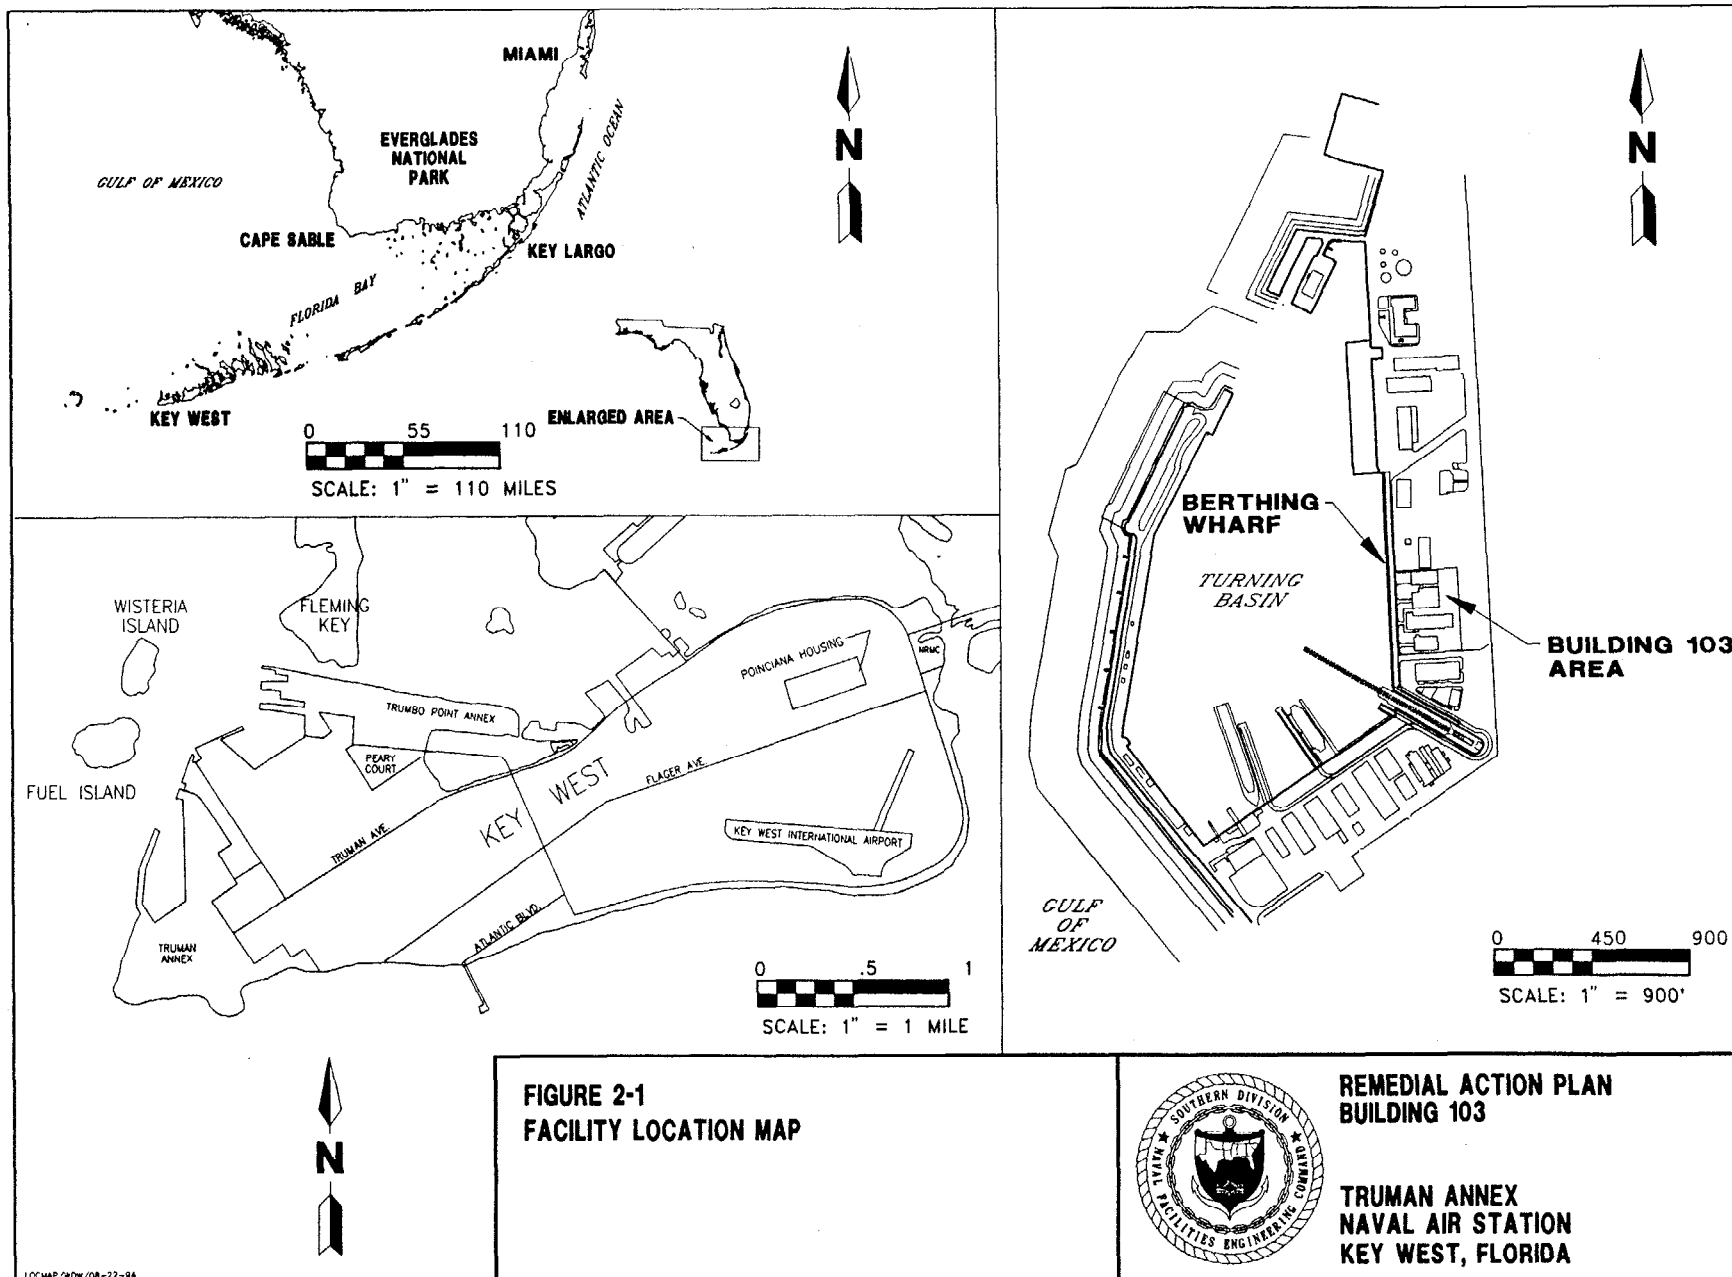 MIAMI
EVERGLADES
NATIONAL
PARK
ATLANTIC OCEAN
GULF OF MEXICO
CAPE SABLE
KEY LARGO
FLORIDA BAY
KEY WEST
ENLARGED AREA
0 55 110
SCALE: 1" = 110 MILES
N
WISTERIA
ISLAND
FLEMING
KEY
POINCIANA HOUSING
NRMC
TRUMBO POINT ANNEX
PEARY
COURT
FUEL ISLAND
KEY WEST
FLAGER AVE.
TRUMAN AVE.
KEY WEST INTERNATIONAL AIRPORT
ATLANTIC BLVD.
TRUMAN
ANNEX
0 .5 1
SCALE: 1" = 1 MILE
N
N
BERTHING
WHARF
TURNING
BASIN
BUILDING 103
AREA
GULF
OF
MEXICO
0 450 900
SCALE: 1" = 900'
FIGURE 2-1
FACILITY LOCATION MAP
SOUTHERN DIVISION
NAVAL FACILITIES ENGINEERING COMMAND
REMEDIAL ACTION PLAN
BUILDING 103
TRUMAN ANNEX
NAVAL AIR STATION
KEY WEST, FLORIDA